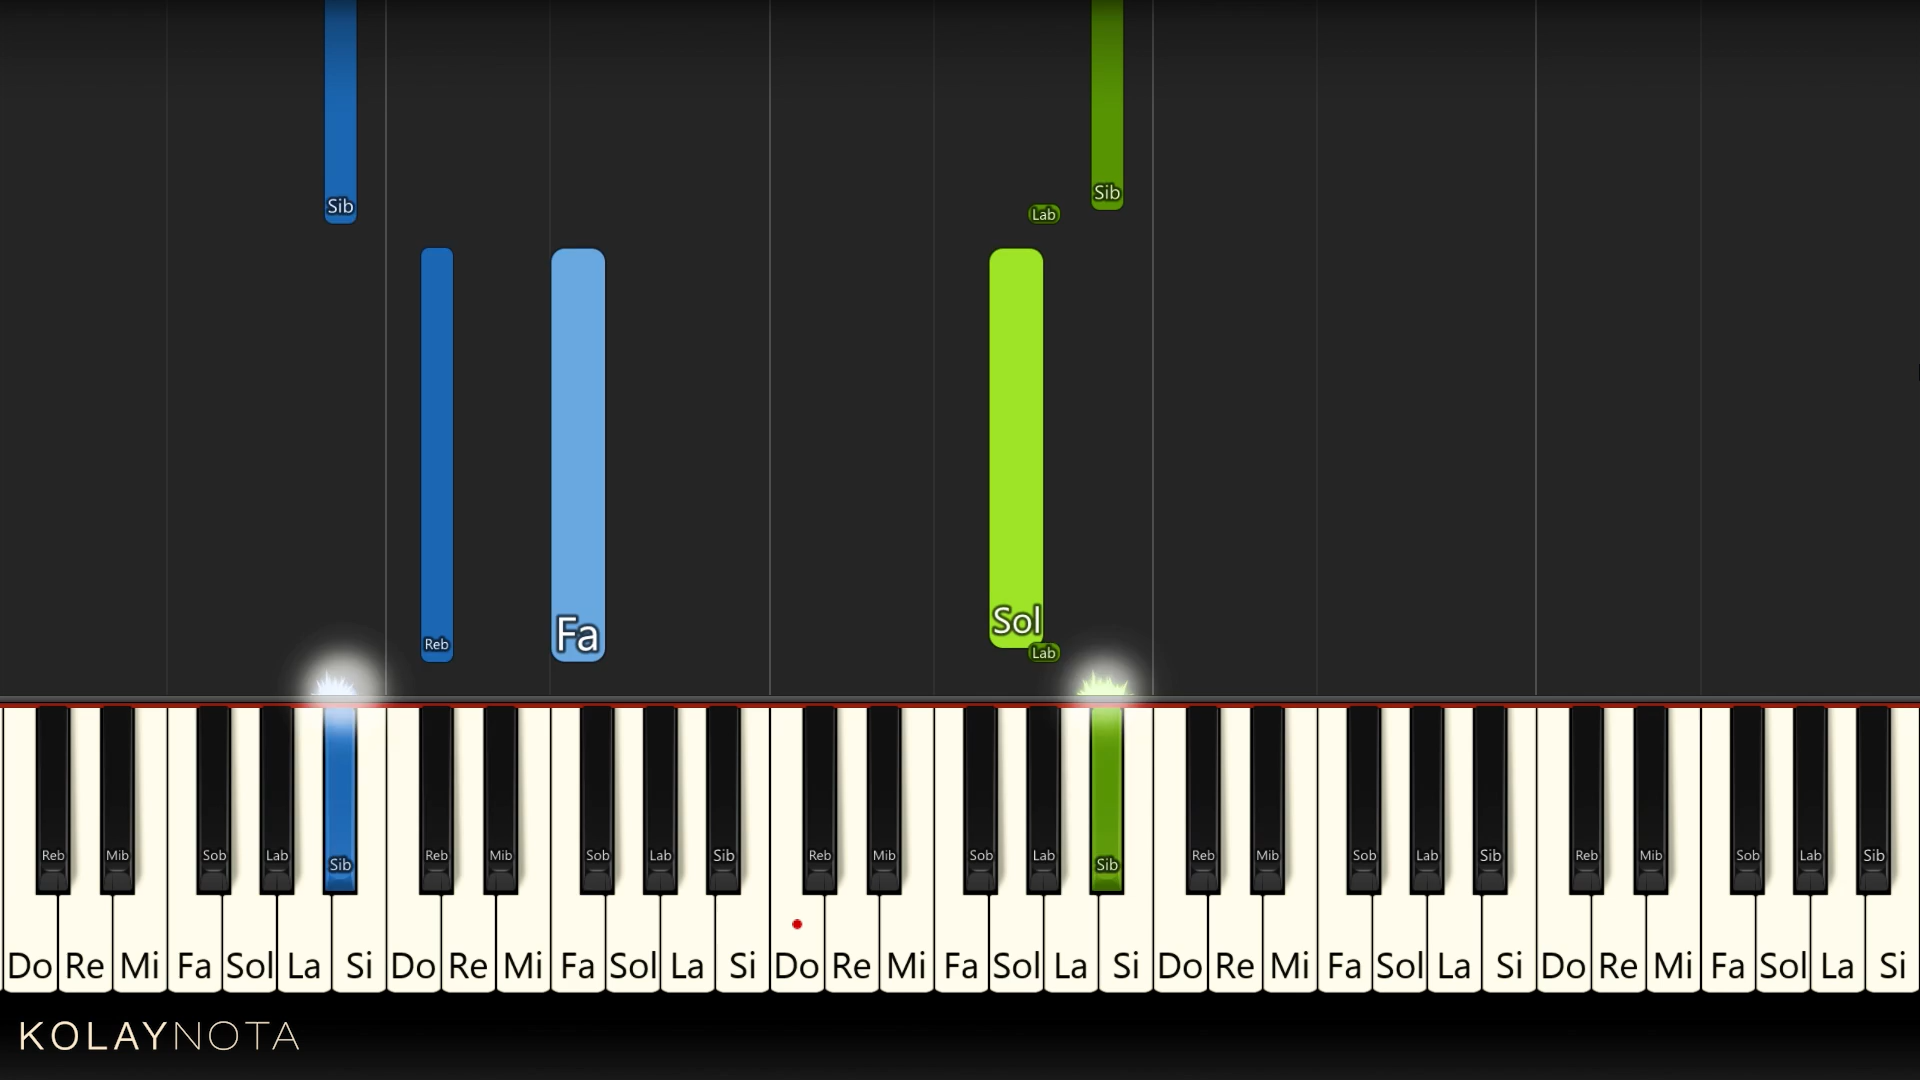 Sib
Lab
Sib
Sol
Reb
Fa
Lab
Reb Mib Sob Lab Sib Reb Mib Sob Lab Sib Reb Mib Sob Lab Sib Reb Mib Sob Lab Sib Reb Mib Sob Lab Sib
Do Re Mi Fa Sol La Si Do Re Mi Fa Sol La Si Do Re Mi Fa Sol La Si Do Re Mi Fa Sol La Si Do Re Mi Fa Sol La Si
KOLAYNOTA